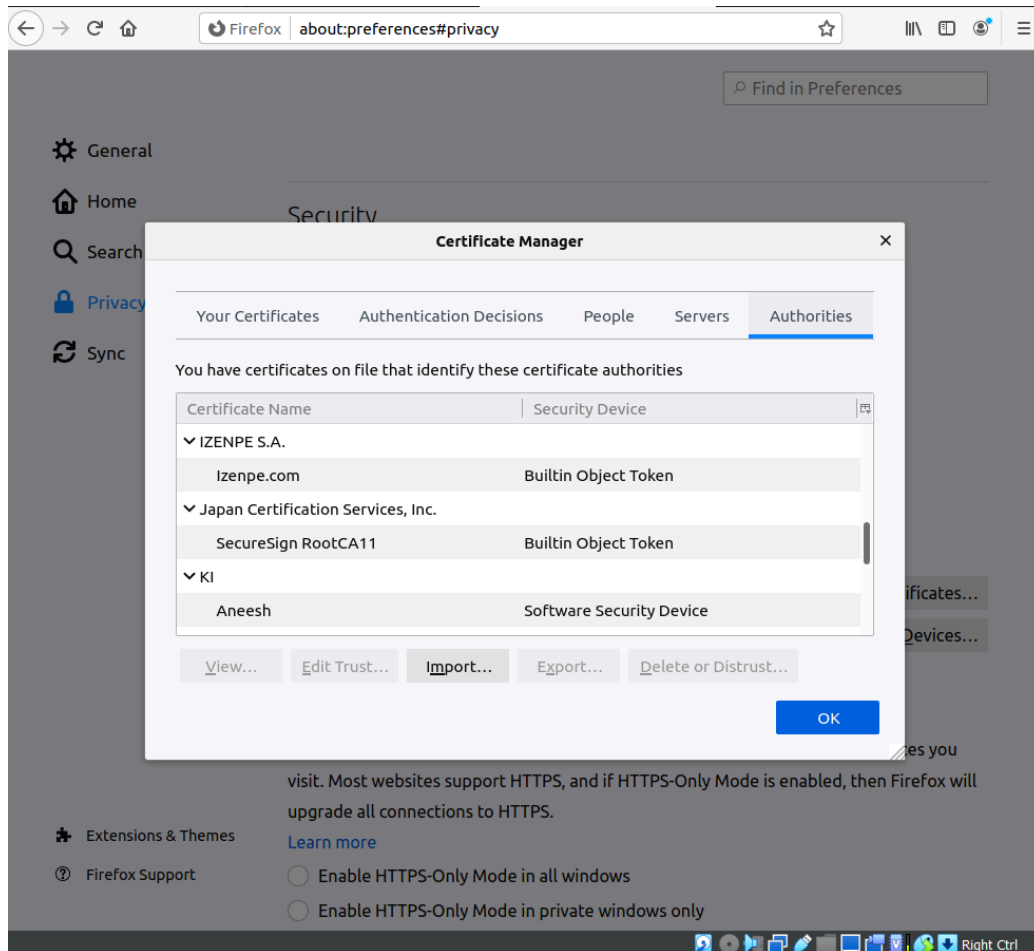 Firefox about:preferences#privacy
Find in Preferences
General
Home
Search
Privacy
Sync
Security
Certificate Manager
Your Certificates Authentication Decisions People Servers Authorities
You have certificates on file that identify these certificate authorities
Certificate Name Security Device
IZENPE S.A.
Izenpe.com Builtin Object Token
Japan Certification Services, Inc.
SecureSign RootCA11 Builtin Object Token
KI
Aneesh Software Security Device
View... Edit Trust... Import... Export... Delete or Distrust...
OK
ificates...
Devices...
es you
visit. Most websites support HTTPS, and if HTTPS-Only Mode is enabled, then Firefox will
upgrade all connections to HTTPS.
Learn more
Enable HTTPS-Only Mode in all windows
Enable HTTPS-Only Mode in private windows only
Extensions & Themes
Firefox Support
Right Ctrl